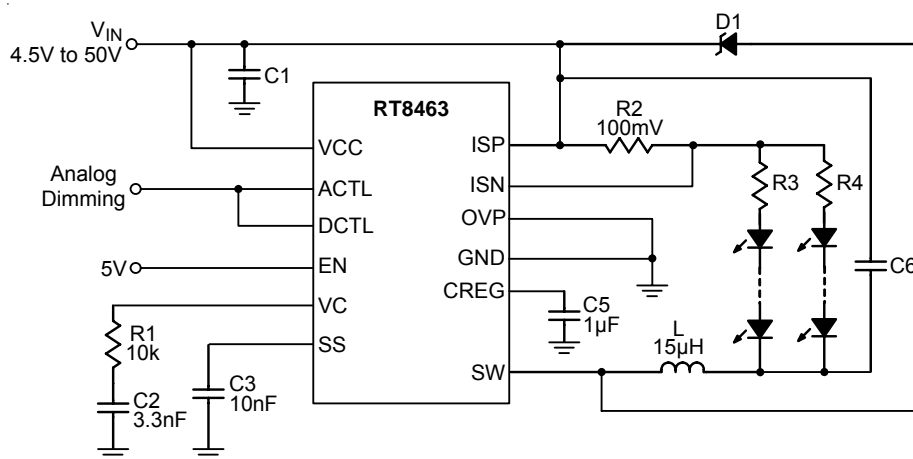 VIN
4.5V to 50V
C1
D1
RT8463
R2
100mV
VCC
ISP
Analog
Dimming
ACTL
ISN
R3
R4
DCTL
OVP
5V
EN
GND
C6
VC
CREG
C5
1µF
R1
10k
SS
L
15µH
C3
10nF
SW
C2
3.3nF